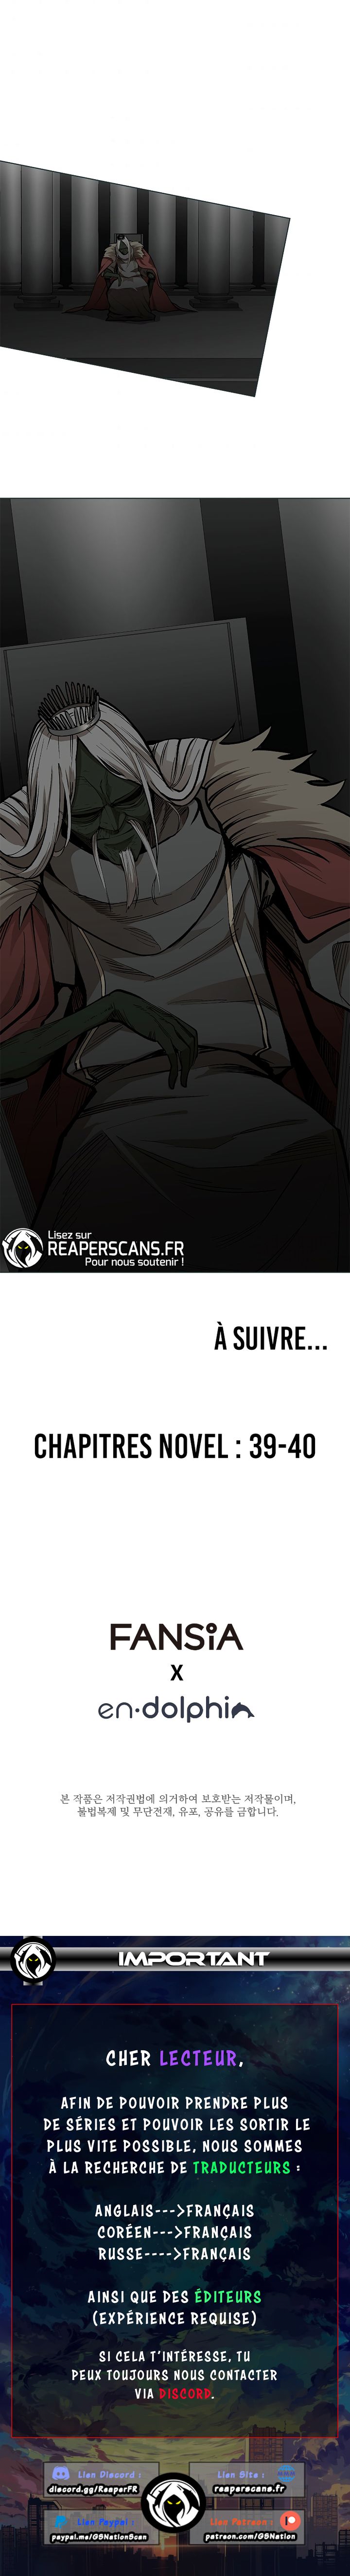 Lisez sur
REAPERSCANS.FR
Pour nous soutenir !
À SUIVRE...
CHAPITRES NOVEL : 39-40
FANSiA
X
en·dolphin
본 작품은 저작권법에 의거하여 보호받는 저작물이며,
불법복제 및 무단전재, 유포, 공유를 금합니다.
IMPORTANT
CHER LECTEUR,
AFIN DE POUVOIR PRENDRE PLUS
DE SÉRIES ET POUVOIR LES SORTIR LE
PLUS VITE POSSIBLE, NOUS SOMMES
À LA RECHERCHE DE TRADUCTEURS :
ANGLAIS--->FRANÇAIS
CORÉEN--->FRANÇAIS
RUSSE---->FRANÇAIS
AINSI QUE DES ÉDITEURS
(EXPÉRIENCE REQUISE)
SI CELA T'INTÉRESSE, TU
PEUX TOUJOURS NOUS CONTACTER
VIA DISCORD.
Lien Discord :
discord.gg/ReaperFR
Lien Site :
reaperscans.fr
Lien Paypal :
paypal.me/GSNationScan
Lien Patreon :
patreon.com/GSNation